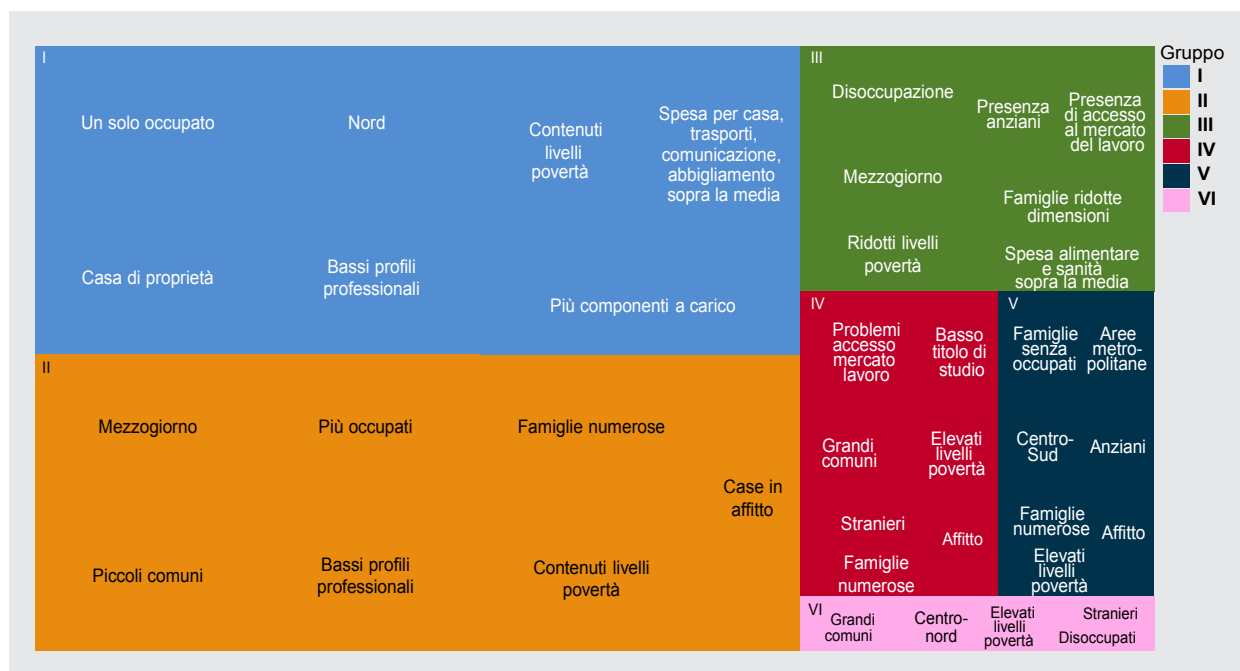 I
Un solo occupato
Nord
Contenuti
livelli
povertà
Spesa per casa,
trasporti,
comunicazione,
abbigliamento
sopra la media
Casa di proprietà
Bassi profili
professionali
Più componenti a carico
II
Mezzogiorno
Più occupati
Famiglie numerose
Case in
affitto
Piccoli comuni
Bassi profili
professionali
Contenuti livelli
povertà
III
Disoccupazione
Presenza
anziani
Presenza
di accesso
al mercato
del lavoro
Mezzogiorno
Famiglie ridotte
dimensioni
Ridotti livelli
povertà
Spesa alimentare
e sanità
sopra la media
IV
Problemi
accesso
mercato
lavoro
Basso
titolo di
studio
Grandi
comuni
Elevati
livelli
povertà
Stranieri
Affitto
Famiglie
numerose
V
Famiglie
senza
occupati
Aree
metro-
politane
Centro-
Sud
Anziani
Famiglie
numerose
Affitto
Elevati
livelli
povertà
VI
Grandi
comuni
Centro-
nord
Elevati
livelli
povertà
Stranieri
Disoccupati
Gruppo
I
II
III
IV
V
VI